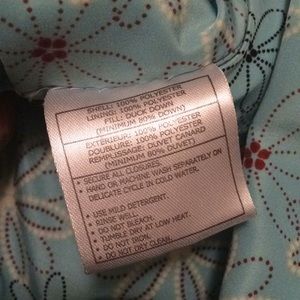 SHELL: 100% POLYESTER
LINING: 100% POLYESTER
FILL: DUCK DOWN
(MINIMUM 80% DOWN)
EXTERIEUR: 100% POLYESTER
DOUBLURE: 100% POLYESTER
REMPLISSAGE: DUVET CANARD
(MINIMUM 80% DUVET)
• SECURE ALL CLOSURES.
• HAND OR MACHINE WASH SEPARATELY ON
DELICATE CYCLE IN COLD WATER.
• USE MILD DETERGENT.
• RINSE WELL.
• DO NOT BLEACH.
• TUMBLE DRY AT LOW HEAT.
• DO NOT IRON.
• DO NOT DRY CLEAN.